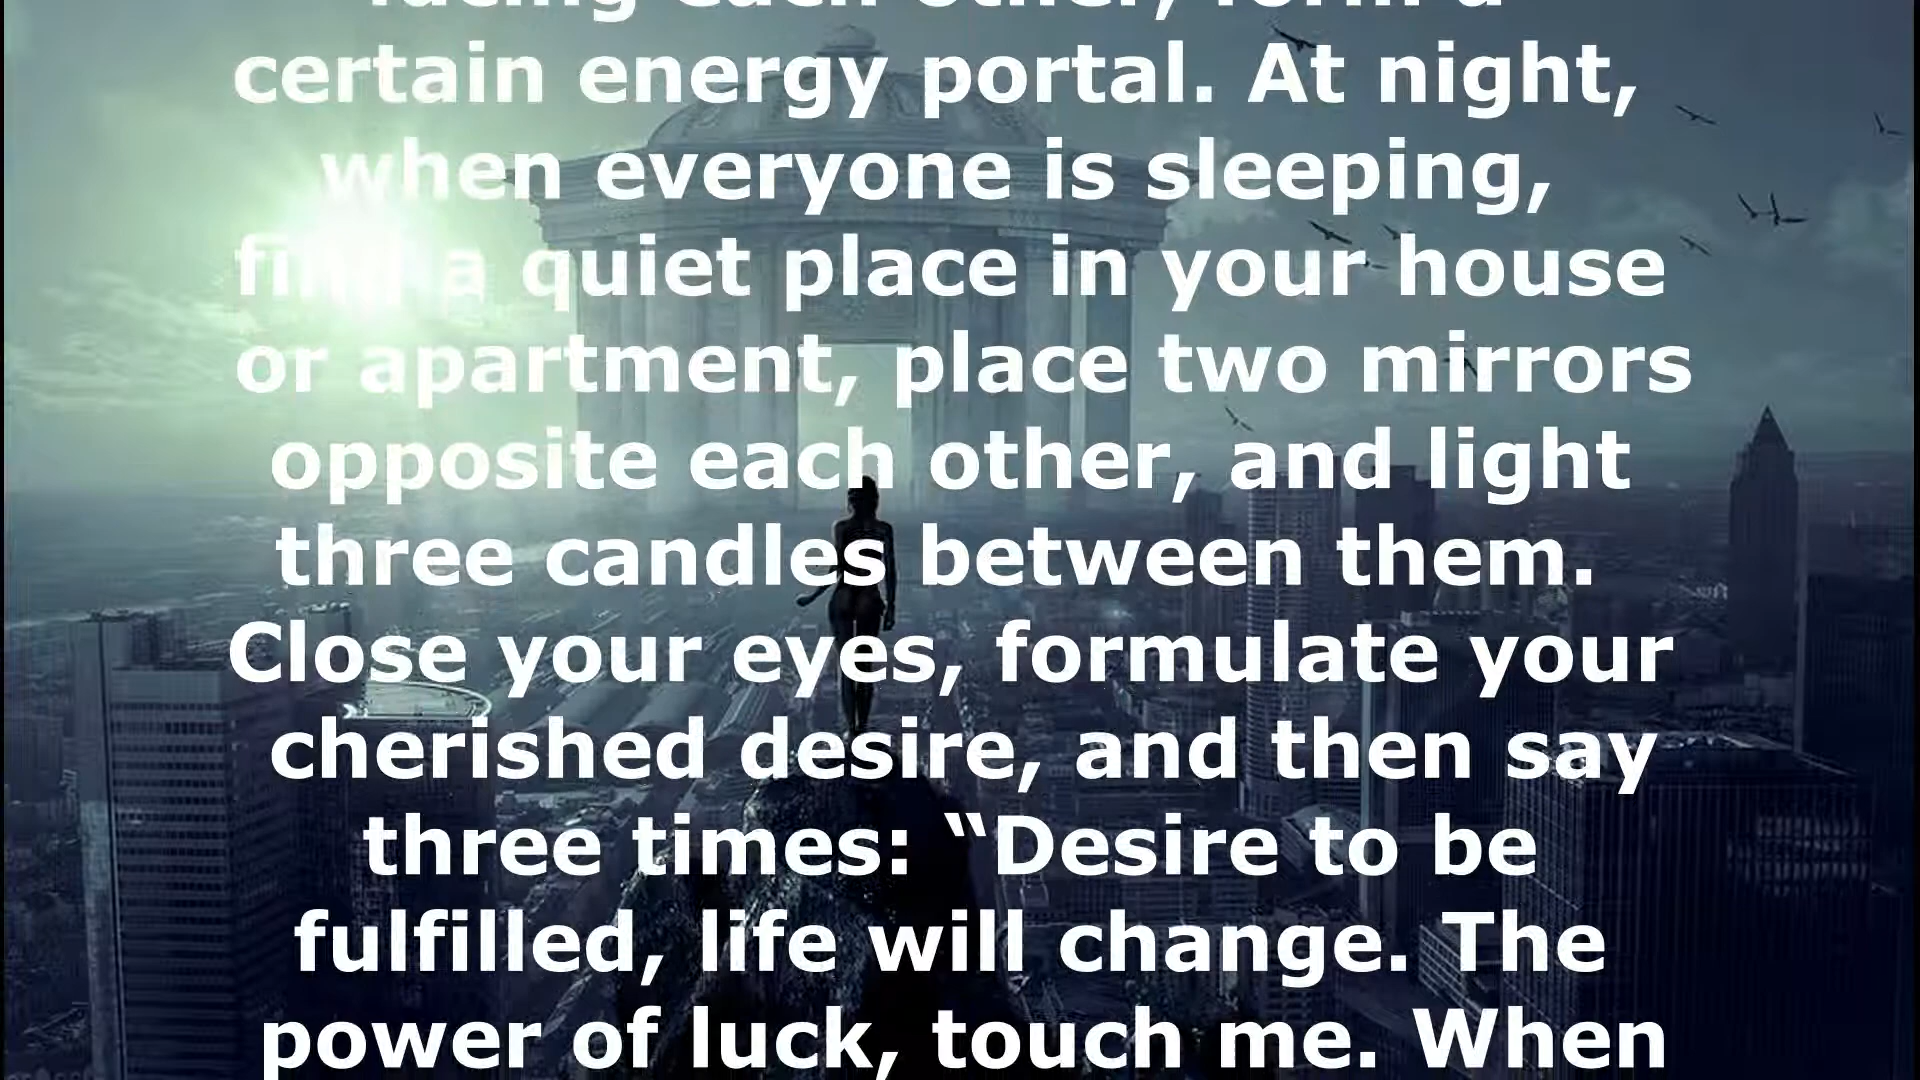 facing each other, form a
certain energy portal. At night,
when everyone is sleeping,
find a quiet place in your house
or apartment, place two mirrors
opposite each other, and light
three candles between them.
Close your eyes, formulate your
cherished desire, and then say
three times: “Desire to be
fulfilled, life will change. The
power of luck, touch me. When